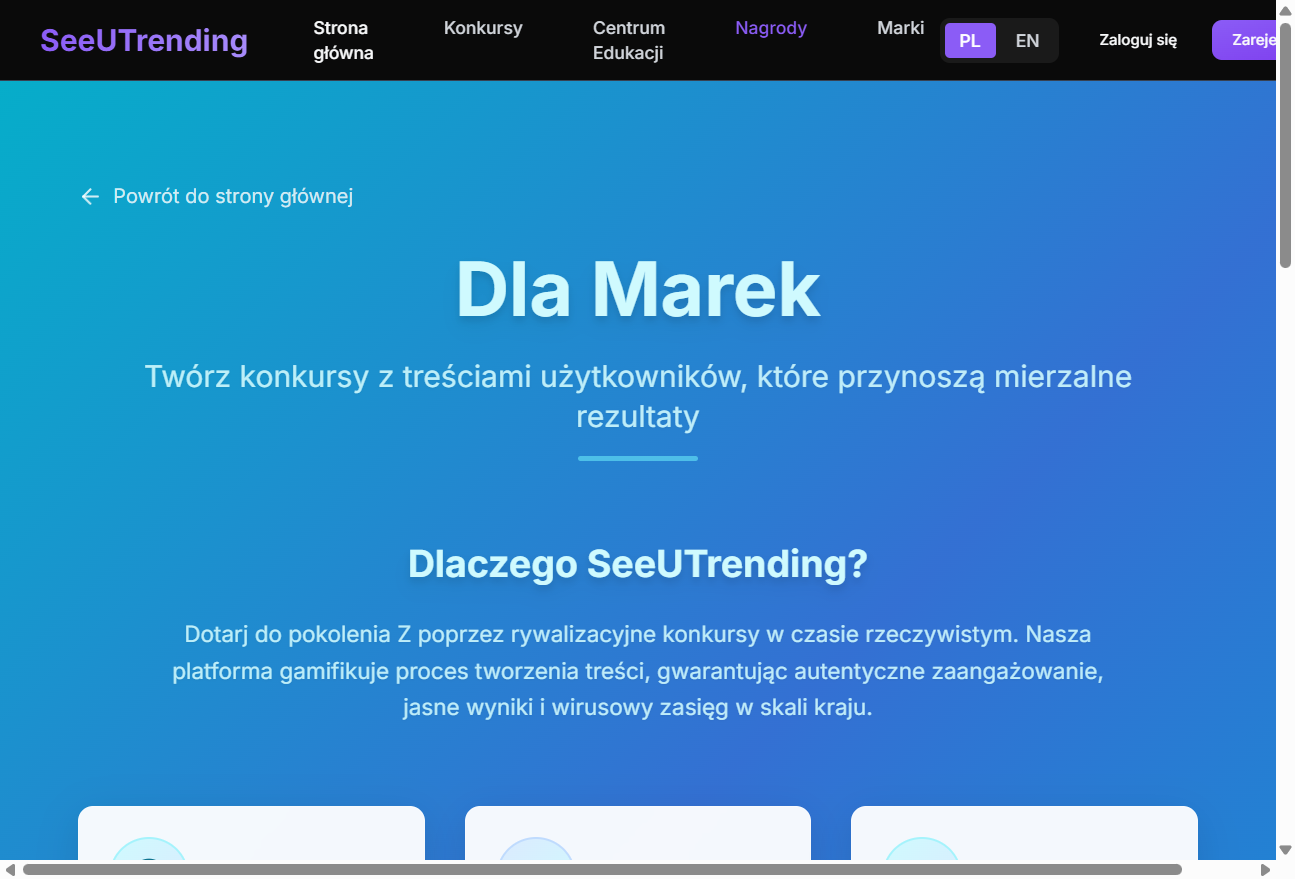 SeeUTrending
Strona główna
Konkursy
Centrum Edukacji
Nagrody
Marki
PL
EN
Zaloguj się
Zareje
Powrót do strony głównej
Dla Marek
Twórz konkursy z treściami użytkowników, które przynoszą mierzalne
rezultaty
Dlaczego SeeUTrending?
Dotarj do pokolenia Z poprzez rywalizacyjne konkursy w czasie rzeczywistym. Nasza
platforma gamifikuje proces tworzenia treści, gwarantując autentyczne zaangażowanie,
jasne wyniki i wirusowy zasięg w skali kraju.